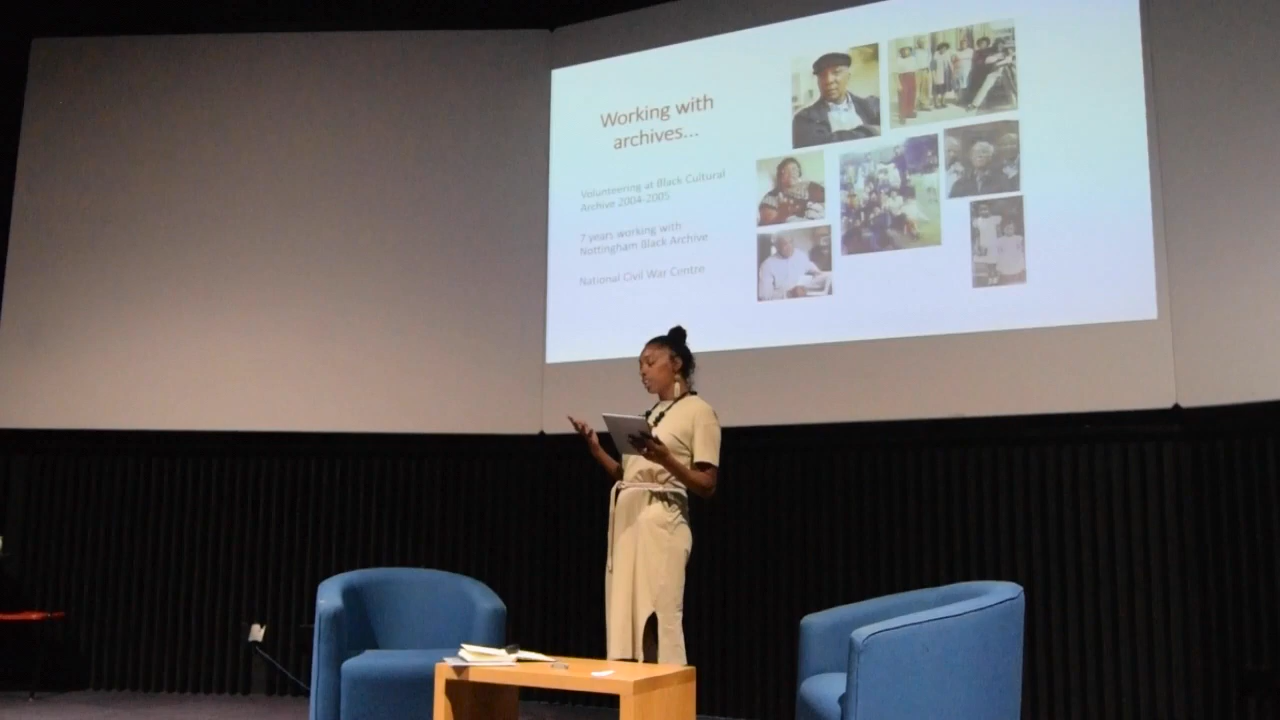 Working with
archives...
Volunteering at Black Cultural
Archive 2004-2005
7 years working with
Nottingham Black Archive
National Civil War Centre